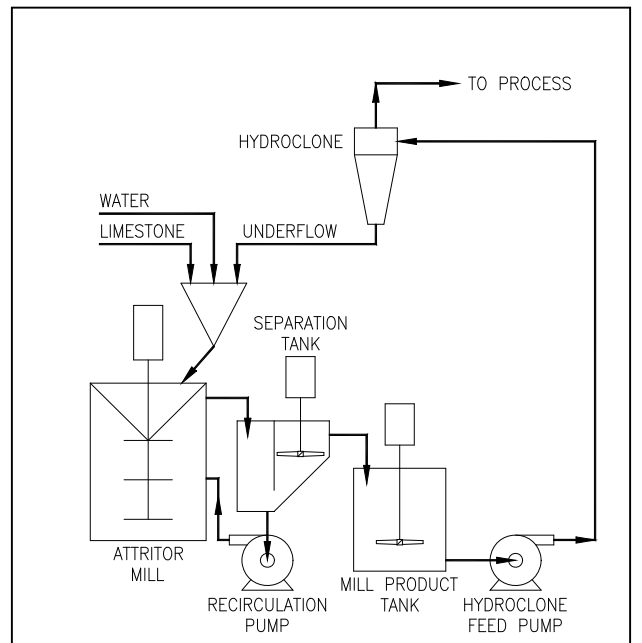 TO PROCESS
HYDROCLONE
WATER
LIMESTONE
UNDERFLOW
SEPARATION
TANK
ATTRITOR
MILL
RECIRCULATION
PUMP
MILL PRODUCT
TANK
HYDROCLONE
FEED PUMP